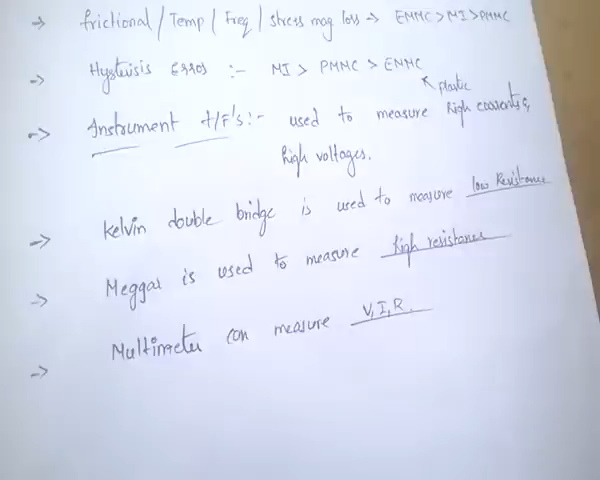 -> frictional / Temp / Freq / stress mag loss -> EMMC > MI > PMMC
-> Hysterisis Error :- MI > PMMC > EMMC
plastic
-> Instrument t/F's :- used to measure high currents &
high voltages.
-> Kelvin double bridge is used to measure low Resistance
-> Meggar is used to measure high resistance
-> Multimeter can measure V, I, R.